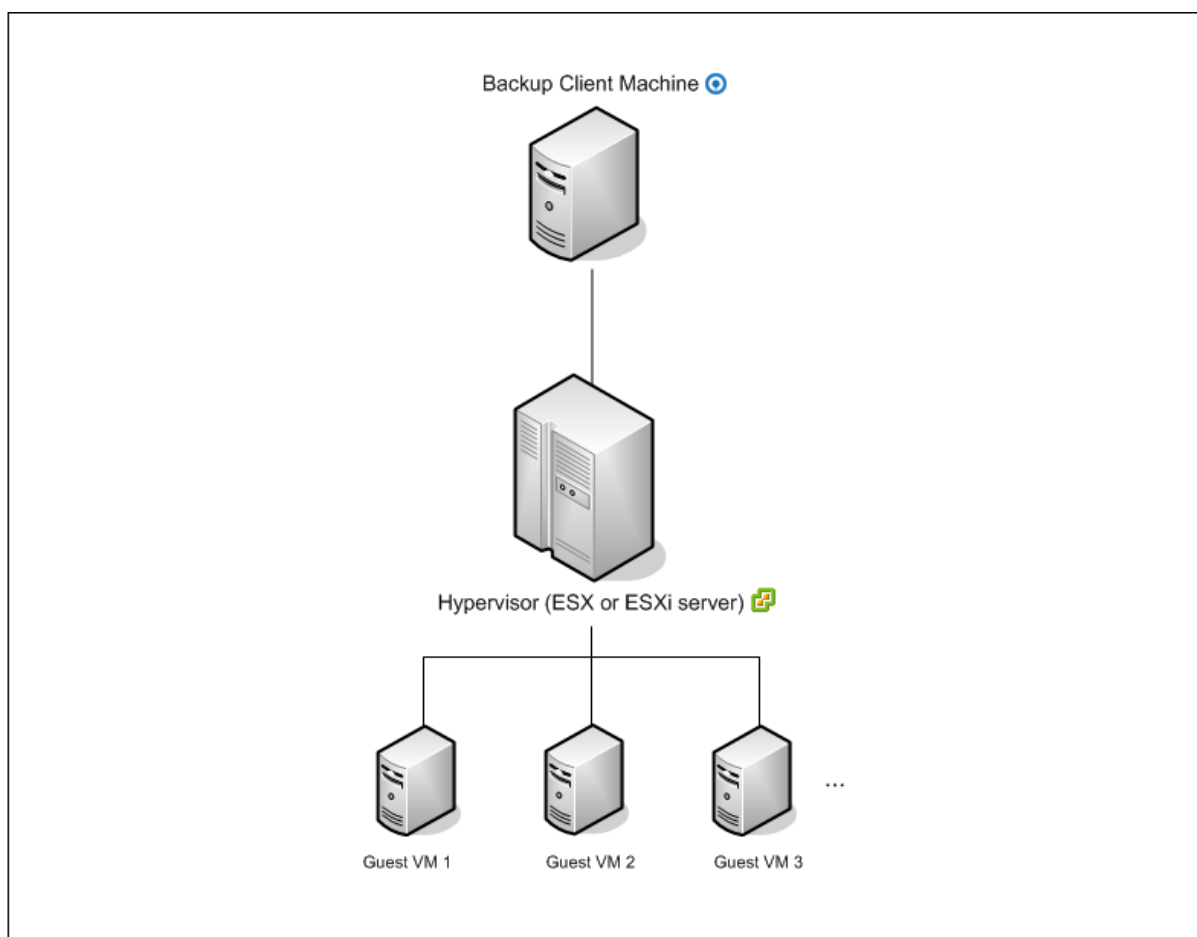 Backup Client Machine
Hypervisor (ESX or ESXi server)
Guest VM 1
Guest VM 2
Guest VM 3
...